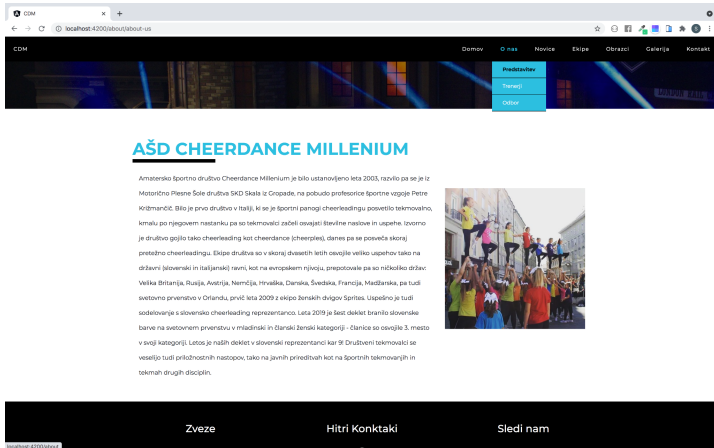 CDM
localhost:4200/about/about-us
CDM
Domov O nas Novice Ekipe Obrazci Galerija Kontakt
Predstavitev
Trenerji
Odbor
AŠD CHEERDANCE MILLENIUM
Amatersko športno društvo Cheerdance Millenium je bilo ustanovljeno leta 2003, razvilo pa se je iz
Motorično Plesne Šole društva SKD Skala iz Gropade, na pobudo profesorice športne vzgoje Petre
Križmančič. Bilo je prvo društvo v Italiji, ki se je športni panogi cheerleadingu posvetilo tekmovalno,
kmalu po njegovem nastanku pa so tekmovalci začeli osvajati številne naslove in uspehe. Izvorno
je društvo gojilo tako cheerleading kot cheerdance (cheerples), danes pa se posveča skoraj
pretežno cheerleadingu. Ekipe društva so v skoraj dvasetih letih osvojile veliko uspehov tako na
državni (slovenski in italijanski) ravni, kot na evropskem njivoju, prepotovale pa so ničkoliko držav:
Velika Britanija, Rusija, Avstrija, Nemčija, Hrvaška, Danska, Švedska, Francija, Madžarska, pa tudi
svetovno prvenstvo v Orlandu, prvič leta 2009 z ekipo ženskih dvigov Sprites. Uspešno je tudi
sodelovanje s slovensko cheerleading reprezentanco. Leta 2019 je šest deklet branilo slovenske
barve na svetovnem prvenstvu v mladinski in članski ženski kategoriji - članice so osvojile 3. mesto
v svoji kategoriji. Letos je naših deklet v slovenski reprezentanci kar 9! Društveni tekmovalci se
veselijo tudi priložnostnih nastopov, tako na javnih prireditvah kot na športnih tekmovanjih in
tekmah drugih disciplin.
Zveze Hitri Konktaki Sledi nam
localhost:4200/about